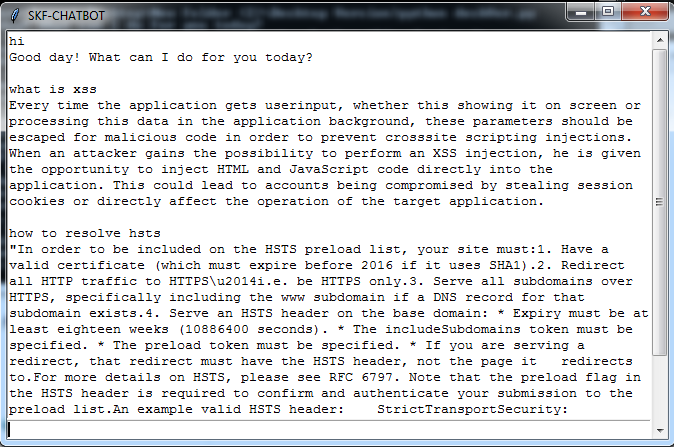 SKF-CHATBOT
hi
Good day! What can I do for you today?
what is xss
Every time the application gets userinput, whether this showing it on screen or
processing this data in the application background, these parameters should be
escaped for malicious code in order to prevent crosssite scripting injections.
When an attacker gains the possibility to perform an XSS injection, he is given
the opportunity to inject HTML and JavaScript code directly into the
application. This could lead to accounts being compromised by stealing session
cookies or directly affect the operation of the target application.
how to resolve hsts
"In order to be included on the HSTS preload list, your site must:1. Have a
valid certificate (which must expire before 2016 if it uses SHA1).2. Redirect
all HTTP traffic to HTTPS\u2014i.e. be HTTPS only.3. Serve all subdomains over
HTTPS, specifically including the www subdomain if a DNS record for that
subdomain exists.4. Serve an HSTS header on the base domain: * Expiry must be at
least eighteen weeks (10886400 seconds). * The includeSubdomains token must be
specified. * The preload token must be specified. * If you are serving a
redirect, that redirect must have the HSTS header, not the page it   redirects
to.For more details on HSTS, please see RFC 6797. Note that the preload flag in
the HSTS header is required to confirm and authenticate your submission to the
preload list.An example valid HSTS header:    StrictTransportSecurity: